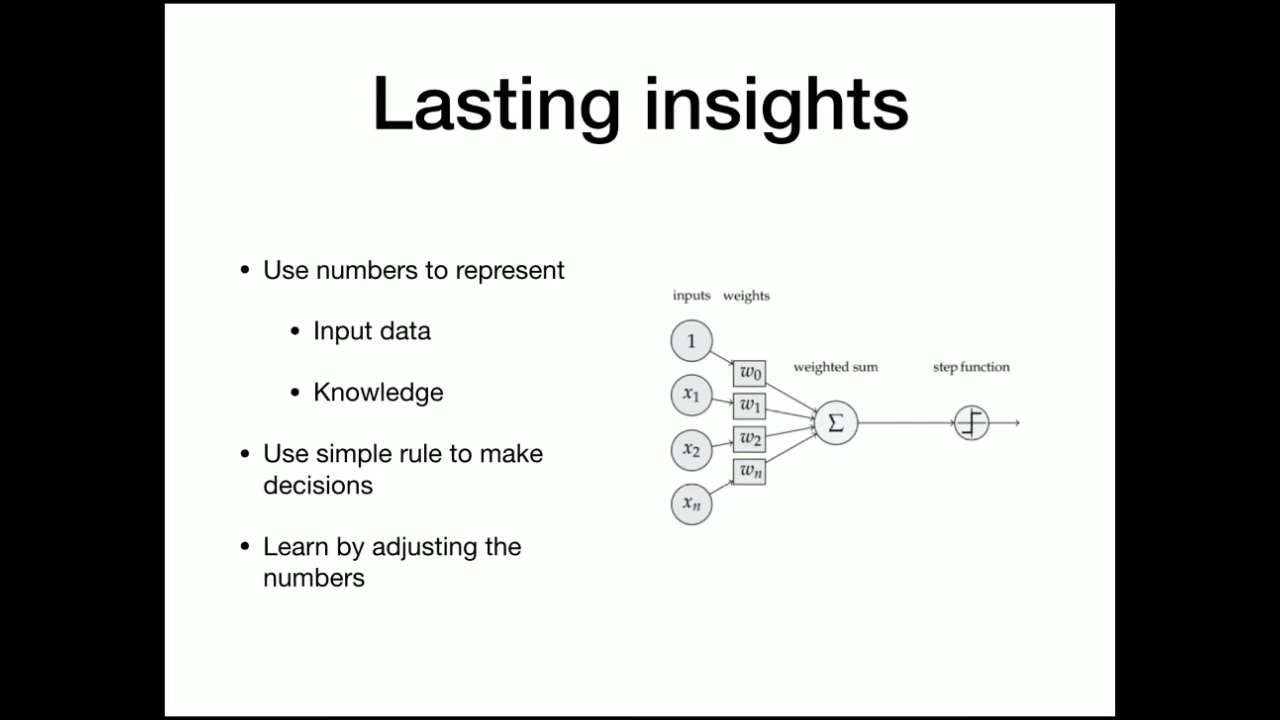 Lasting insights
• Use numbers to represent
• Input data
• Knowledge
• Use simple rule to make
decisions
• Learn by adjusting the
numbers
inputs weights
1
w₀
x₁
w₁
x₂
w₂
xₙ
wₙ
weighted sum
Σ
step function